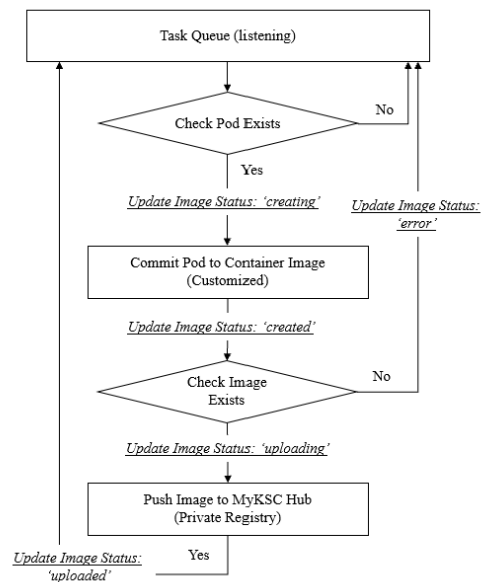 Task Queue (listening)
No
Check Pod Exists
Yes
Update Image Status: ‘creating’
Update Image Status:
‘error’
Commit Pod to Container Image
(Customized)
Update Image Status: ‘created’
No
Check Image
Exists
Update Image Status: ‘uploading’
Push Image to MyKSC Hub
(Private Registry)
Yes
Update Image Status:
‘uploaded’